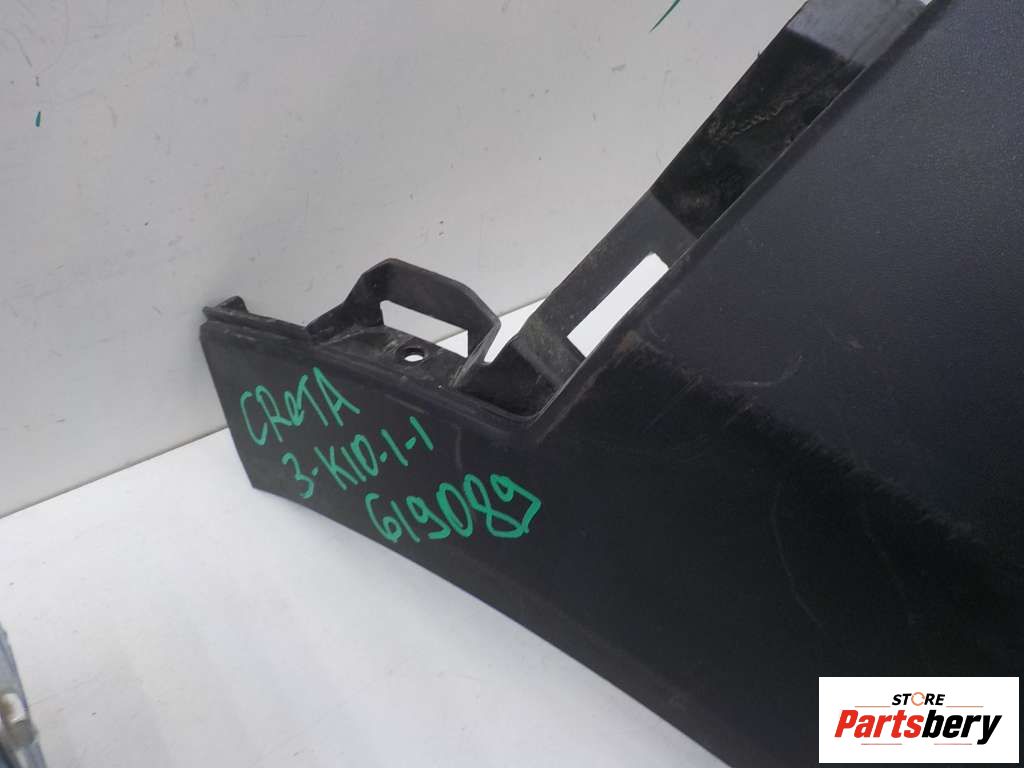 CRETA
3-K10-1-1
619089
STORE
Partsbery